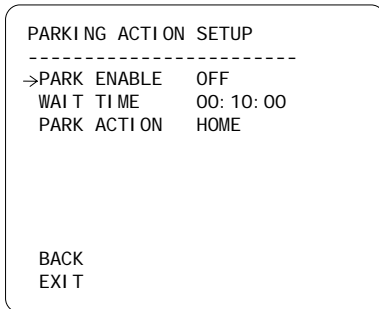 PARKING ACTION SETUP
------------------------
→PARK ENABLE OFF
WAIT TIME 00:10:00
PARK ACTION HOME
BACK
EXIT